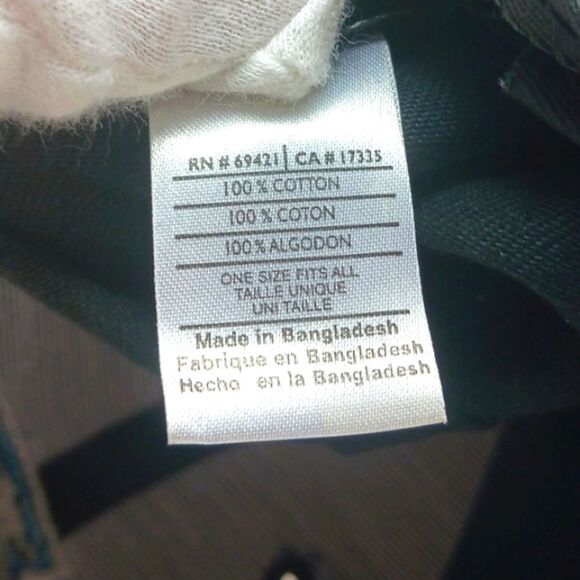 RN # 69421 | CA # 17335
100 % COTTON
100 % COTON
100 % ALGODON
ONE SIZE FITS ALL
TAILLE UNIQUE
UNI TAILLE
Made in Bangladesh
Fabrique en Bangladesh
Hecho en la Bangladesh